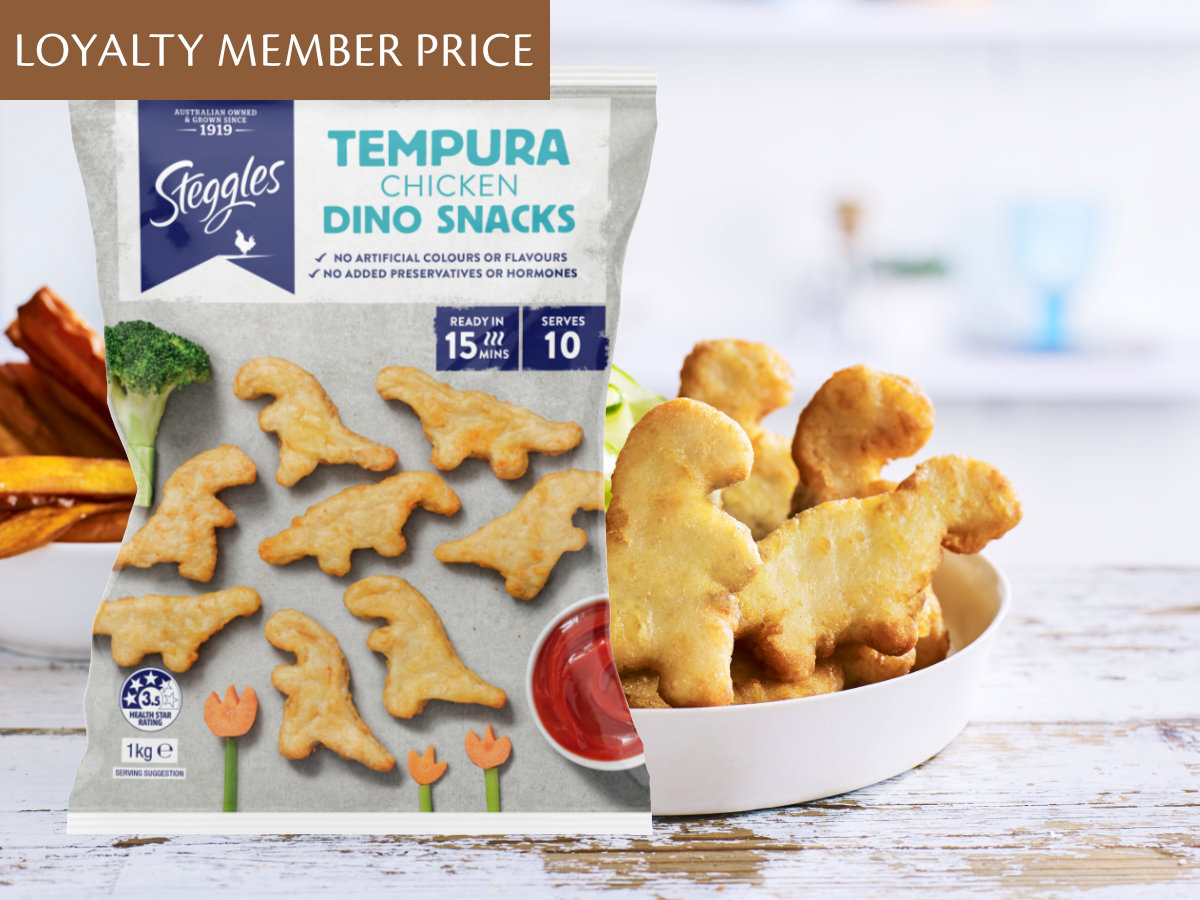 LOYALTY MEMBER PRICE
AUSTRALIAN OWNED
& GROWN SINCE
1919
Steggles
TEMPURA
CHICKEN
DINO SNACKS
✓ NO ARTIFICIAL COLOURS OR FLAVOURS
✓ NO ADDED PRESERVATIVES OR HORMONES
READY IN
15 MINS
SERVES
10
3.5
HEALTH STAR
RATING
1kg ℮
SERVING SUGGESTION